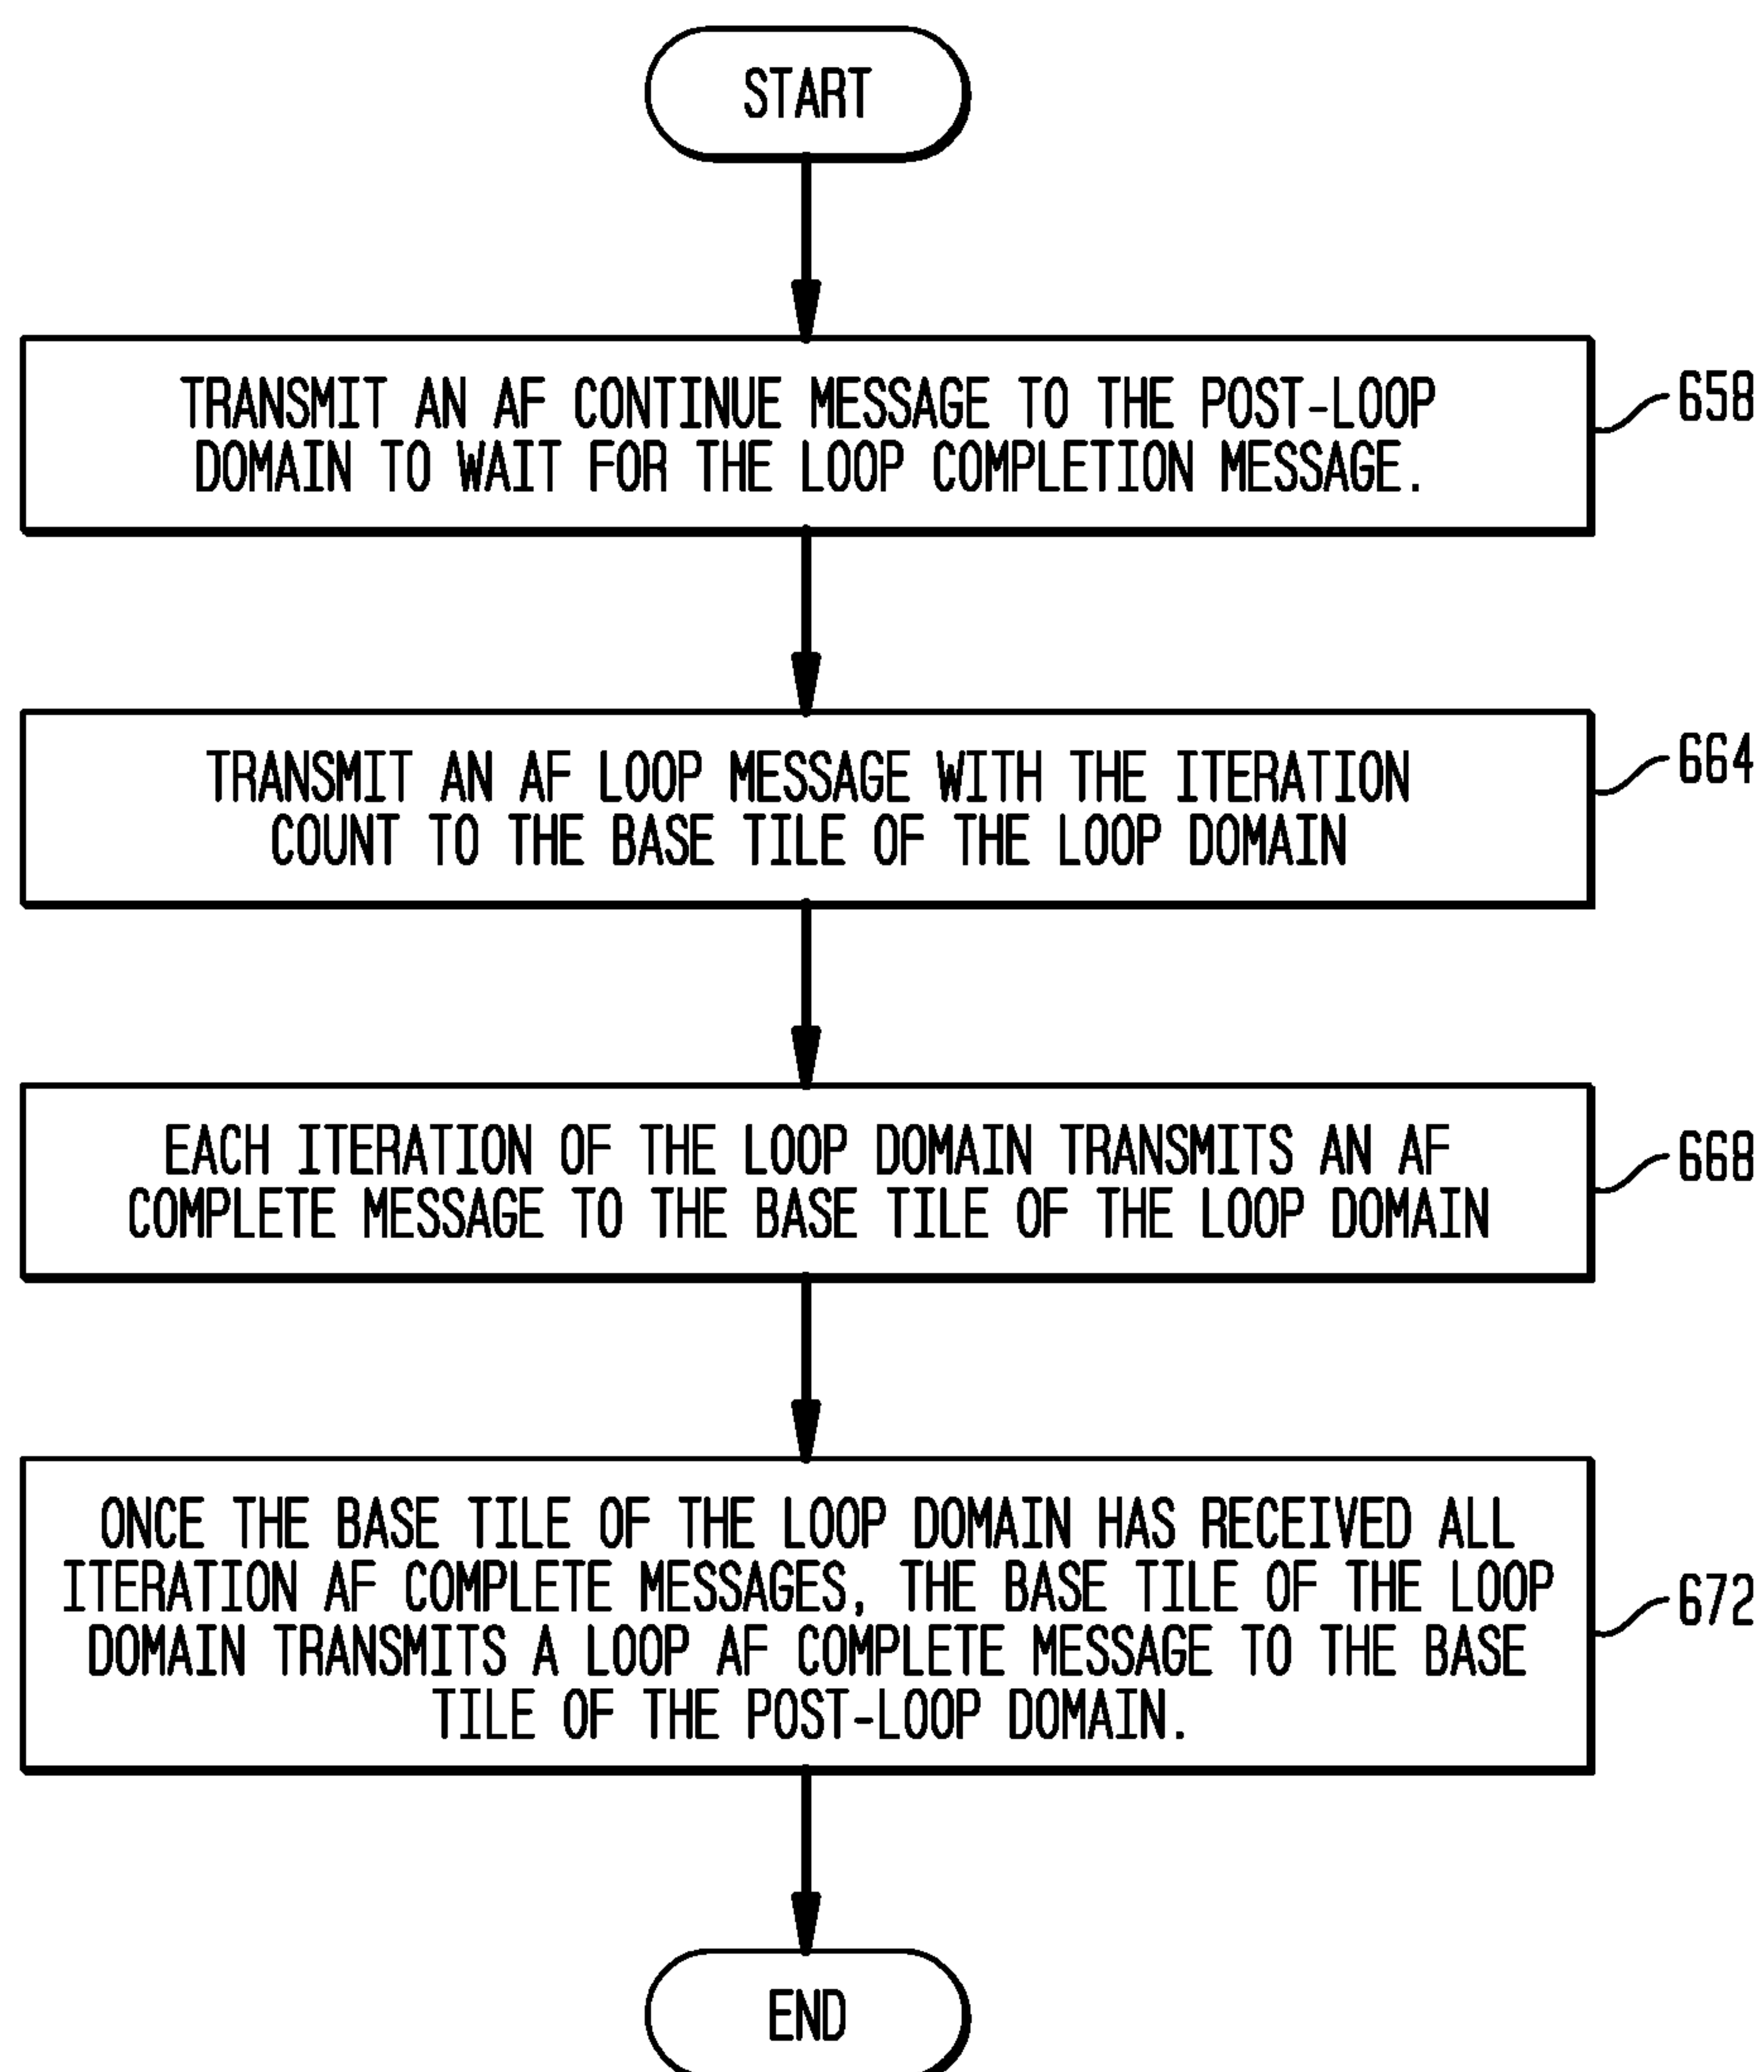 START
TRANSMIT AN AF CONTINUE MESSAGE TO THE POST-LOOP
DOMAIN TO WAIT FOR THE LOOP COMPLETION MESSAGE.
658
TRANSMIT AN AF LOOP MESSAGE WITH THE ITERATION
COUNT TO THE BASE TILE OF THE LOOP DOMAIN
664
EACH ITERATION OF THE LOOP DOMAIN TRANSMITS AN AF
COMPLETE MESSAGE TO THE BASE TILE OF THE LOOP DOMAIN
668
ONCE THE BASE TILE OF THE LOOP DOMAIN HAS RECEIVED ALL
ITERATION AF COMPLETE MESSAGES, THE BASE TILE OF THE LOOP
DOMAIN TRANSMITS A LOOP AF COMPLETE MESSAGE TO THE BASE
TILE OF THE POST-LOOP DOMAIN.
672
END